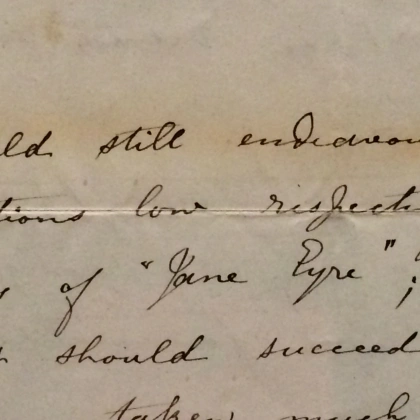 ld still endeavou
tions low respecti
of "Jane Eyre";
should succeed
taken much